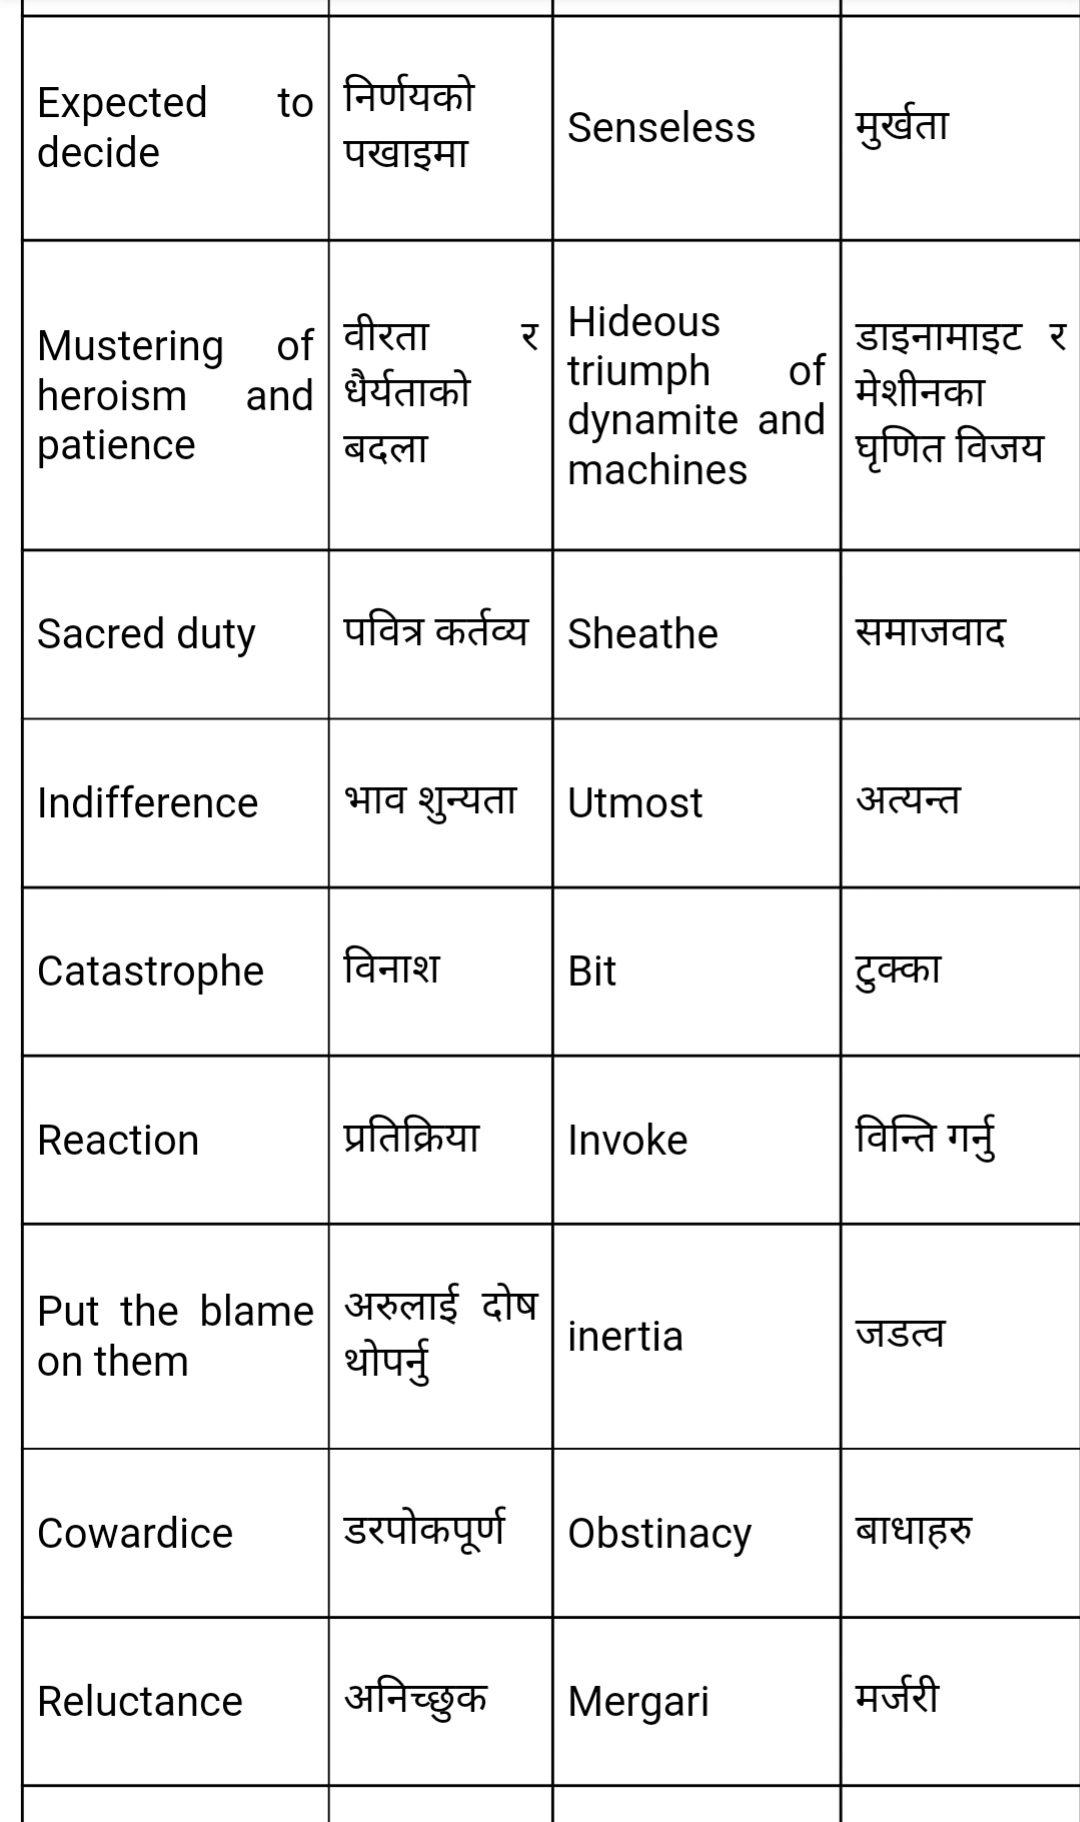 Expected to
decide
निर्णयको
पखाइमा
Senseless
मुर्खता
Mustering of
heroism and
patience
वीरता र
धैर्यताको
बदला
Hideous
triumph of
dynamite and
machines
डाइनामाइट र
मेशीनका
घृणित विजय
Sacred duty
पवित्र कर्तव्य
Sheathe
समाजवाद
Indifference
भाव शुन्यता
Utmost
अत्यन्त
Catastrophe
विनाश
Bit
टुक्का
Reaction
प्रतिक्रिया
Invoke
विन्ति गर्नु
Put the blame
on them
अरुलाई दोष
थोपर्नु
inertia
जडत्व
Cowardice
डरपोकपूर्ण
Obstinacy
बाधाहरु
Reluctance
अनिच्छुक
Mergari
मर्जरी